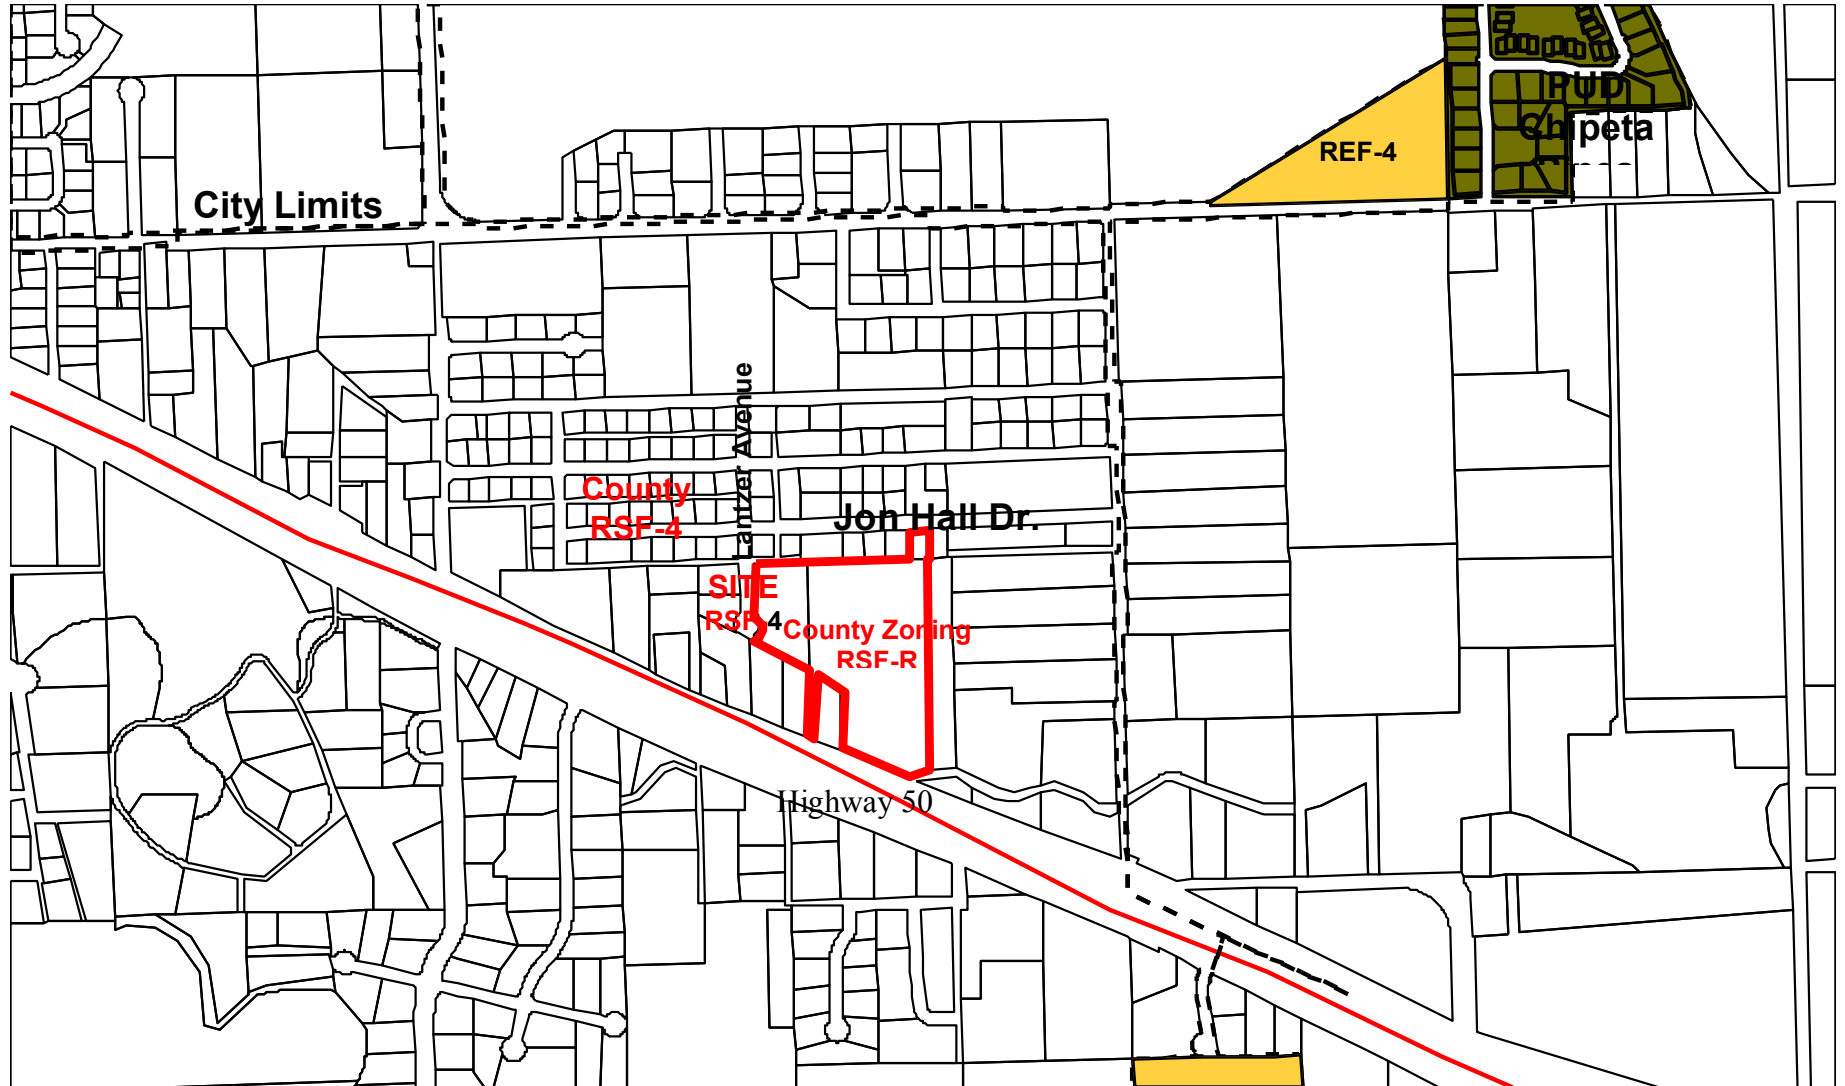 PUD
Chipeta
REF-4
City Limits
Lantzer Avenue
County
RSF-4
Jon Hall Dr.
SITE
RSF-4
County Zoning
RSF-R
Highway 50